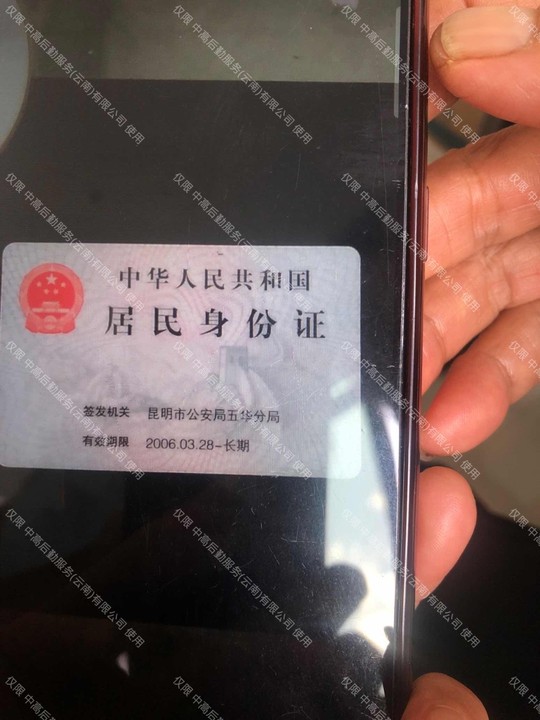 中华人民共和国
居民身份证
签发机关 昆明市公安局五华分局
有效期限 2006.03.28-长期
仅限 中高后勤服务(云南)有限公司 使用